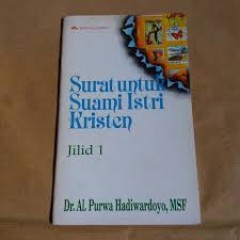 Surat untuk
Suami Istri
Kristen
Jilid 1
Dr. Al. Purwa Hadiwardoyo, MSF